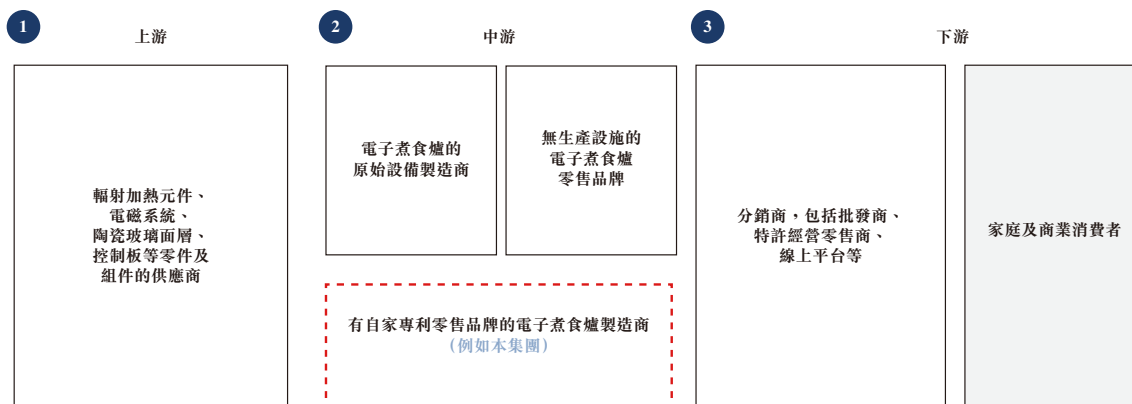 1
上游
輻射加熱元件、
電磁系統、
陶瓷玻璃面層、
控制板等零件及
組件的供應商
2
中游
電子煮食爐的
原始設備製造商
無生產設施的
電子煮食爐
零售品牌
有自家專利零售品牌的電子煮食爐製造商
(例如本集團)
3
下游
分銷商，包括批發商、
特許經營零售商、
線上平台等
家庭及商業消費者